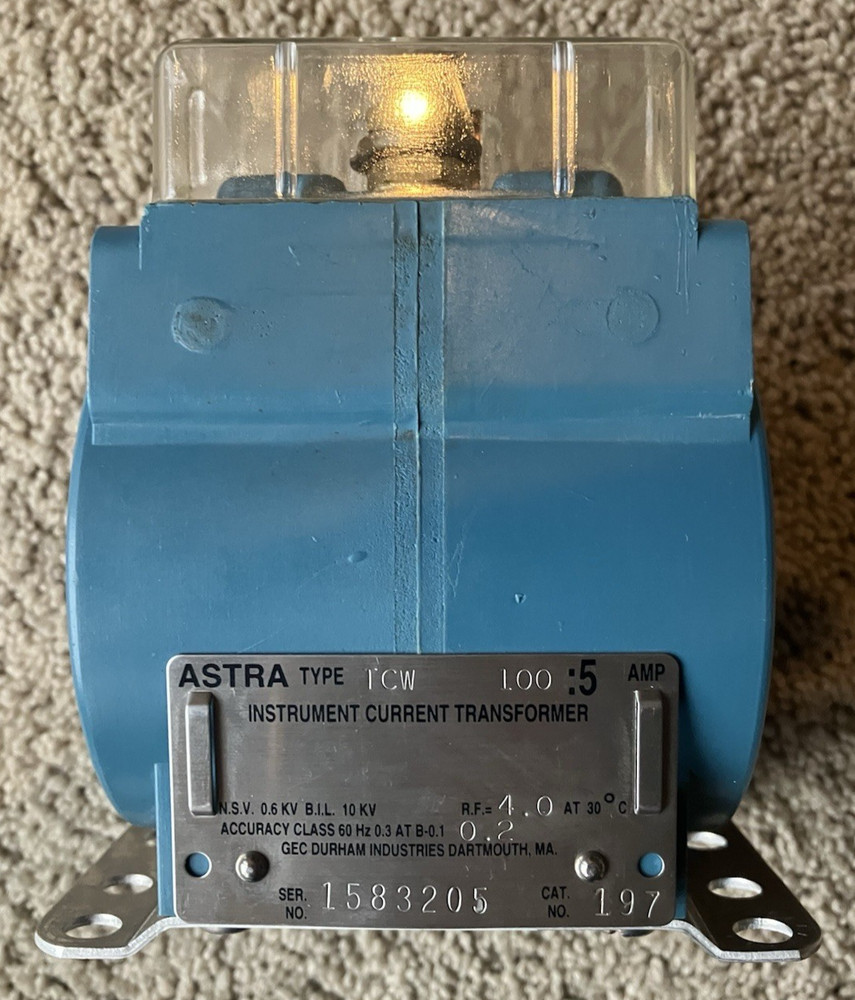 ASTRA TYPE TCW 100 :5 AMP
INSTRUMENT CURRENT TRANSFORMER
N.S.V. 0.6 KV B.I.L. 10 KV R.F.= 4.0 AT 30°C
ACCURACY CLASS 60 Hz 0.3 AT B-0.1 0.2
GEC DURHAM INDUSTRIES DARTMOUTH, MA.
SER. NO. 1583205 CAT. NO. 197